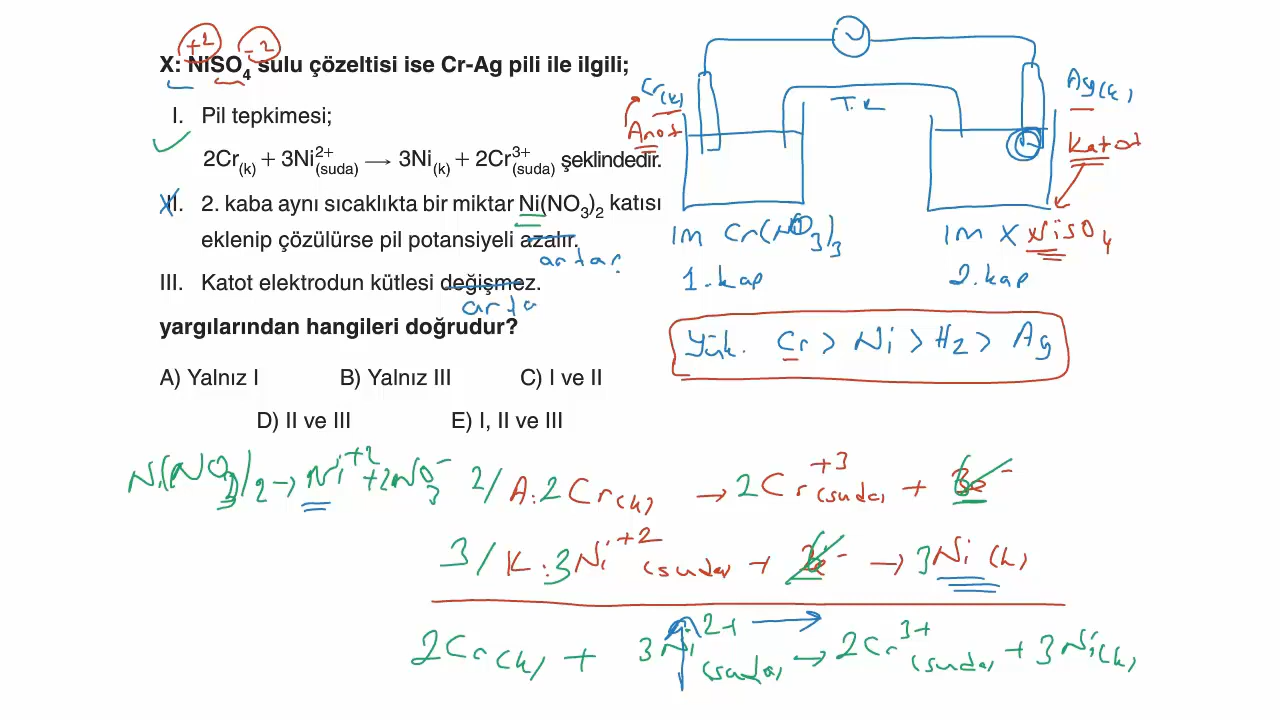 +2 -2
X: NiSO4 sulu çözeltisi ise Cr-Ag pili ile ilgili;
I. Pil tepkimesi;
2Cr(k) + 3Ni2+(suda) → 3Ni(k) + 2Cr3+(suda) şeklindedir.
II. 2. kaba aynı sıcaklıkta bir miktar Ni(NO3)2 katısı
eklenip çözülürse pil potansiyeli azalır.
artar
III. Katot elektrodun kütlesi değişmez.
arta
yargılarından hangileri doğrudur?
A) Yalnız I B) Yalnız III C) I ve II
D) II ve III E) I, II ve III
Cr(k)
Anot
T.K
Ag(k)
Katot
1M Cr(NO3)3
1. kap
1M X NiSO4
2. kap
Yük. Cr > Ni > H2 > Ag
Ni(NO3)2 → Ni+2 + 2NO3-
2/ A: 2Cr(k) → 2Cr+3(suda) + 3e-
3/ K: 3Ni+2(suda) + 2e- → 3Ni(k)
2Cr(k) + 3Ni2+(suda) → 2Cr3+(suda) + 3Ni(k)